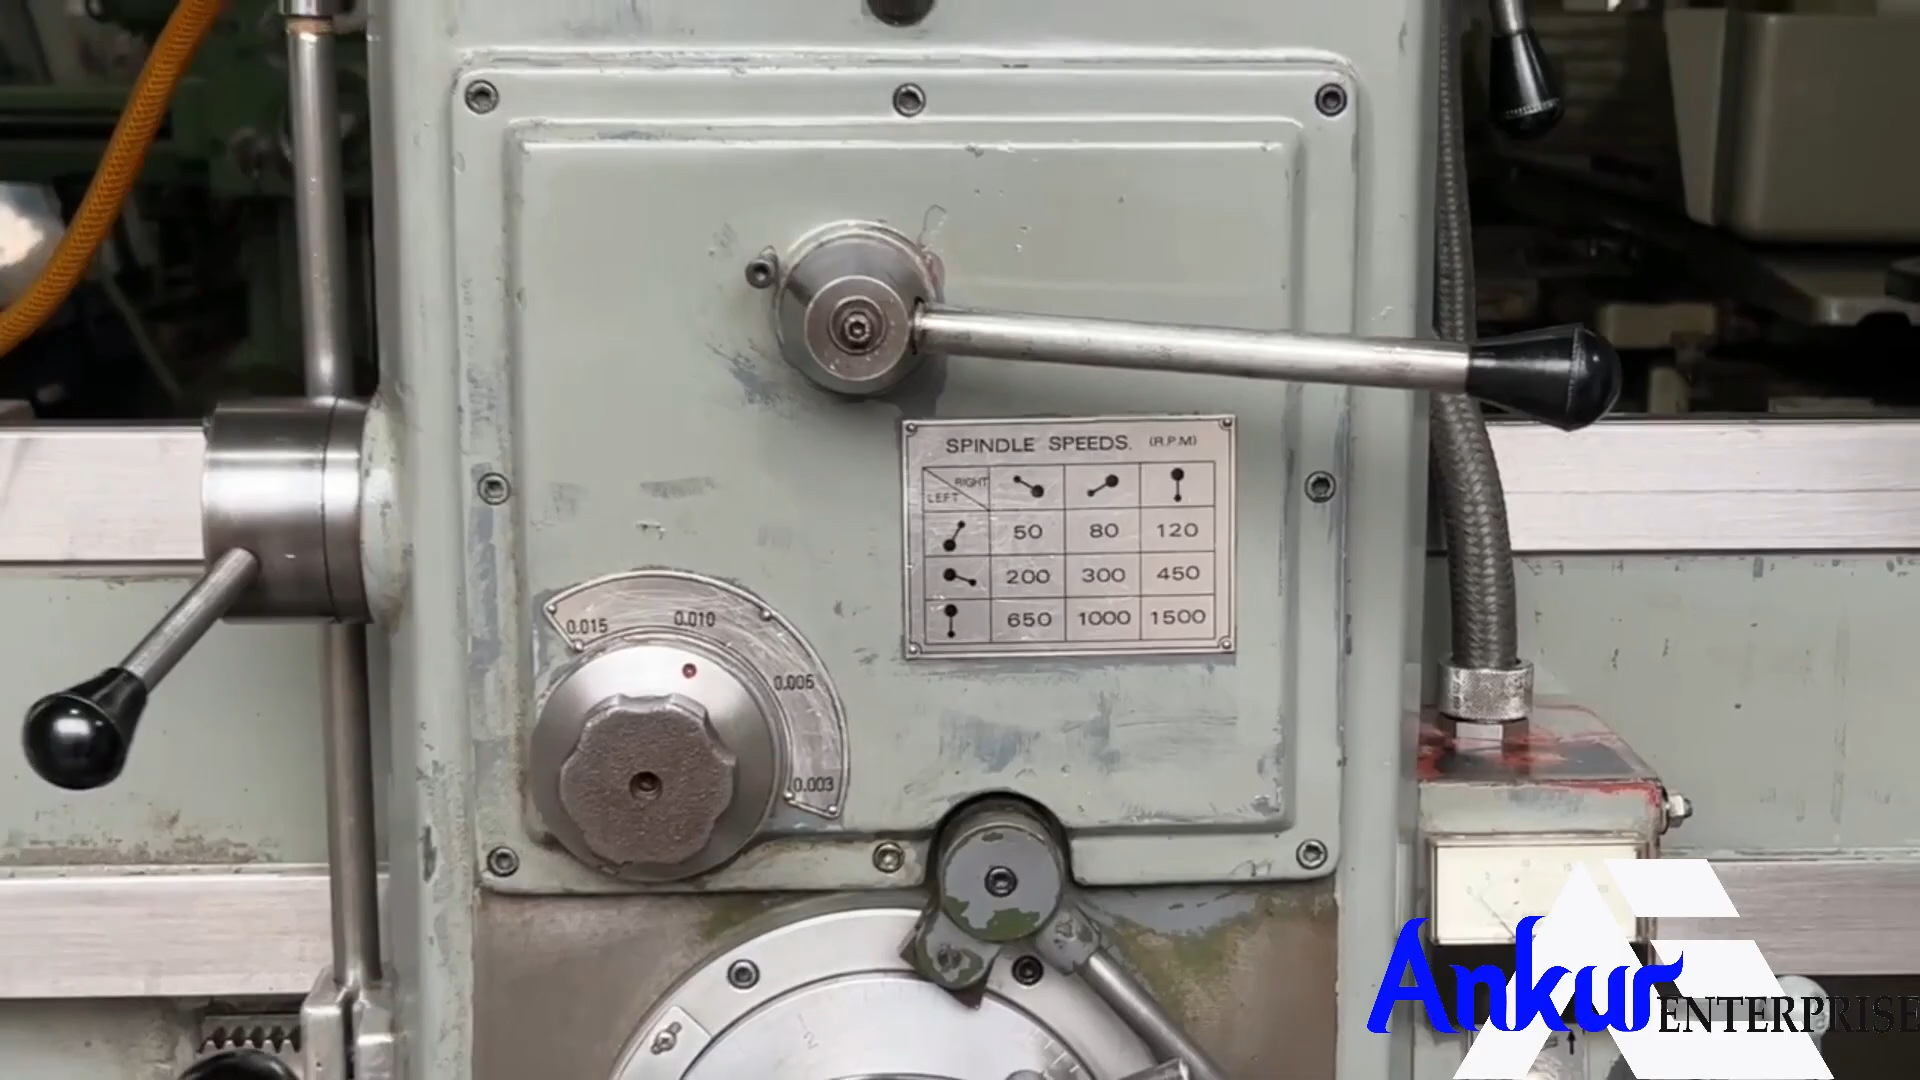 SPINDLE SPEEDS. (R.P.M)
RIGHT
LEFT
50 80 120
200 300 450
650 1000 1500
0.015 0.010 0.005 0.003
Ankur ENTERPRISE